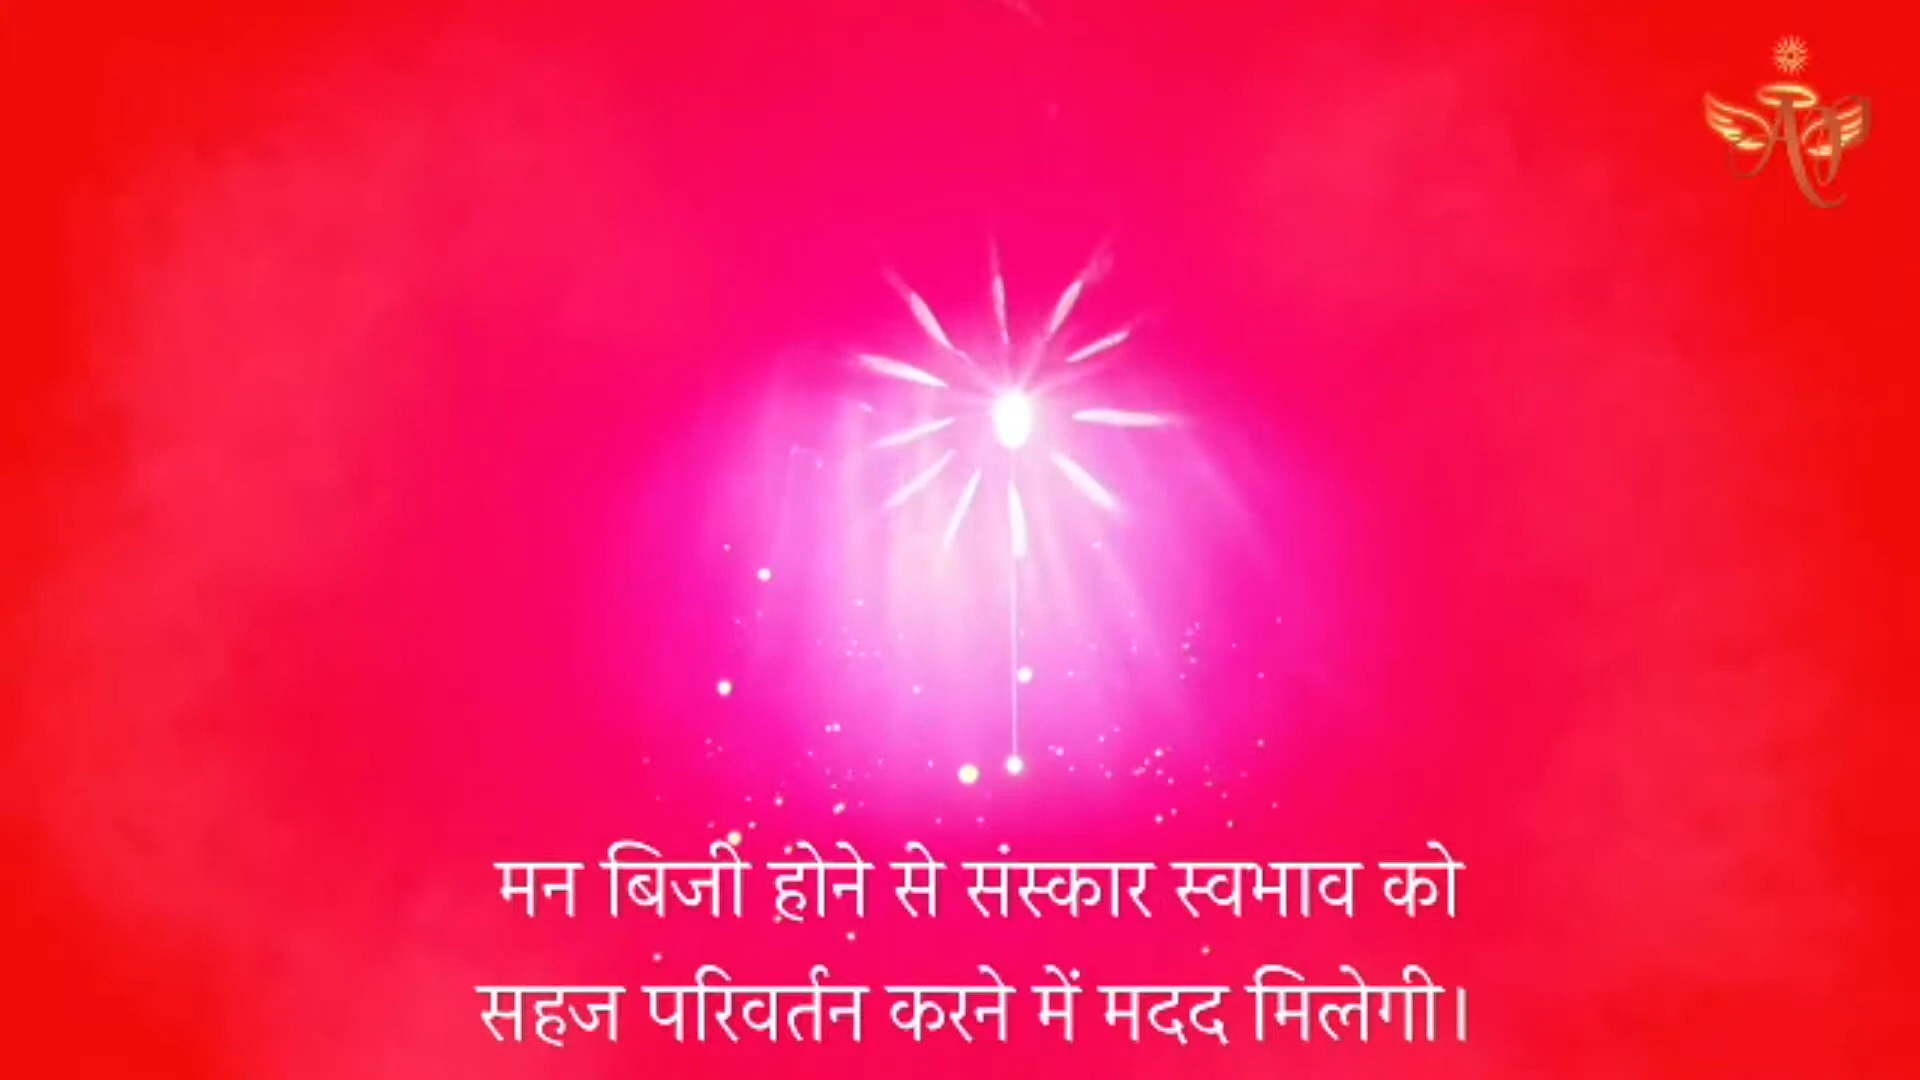 मन बिजी होने से संस्कार स्वभाव को
सहज परिवर्तन करने में मदद मिलेगी।